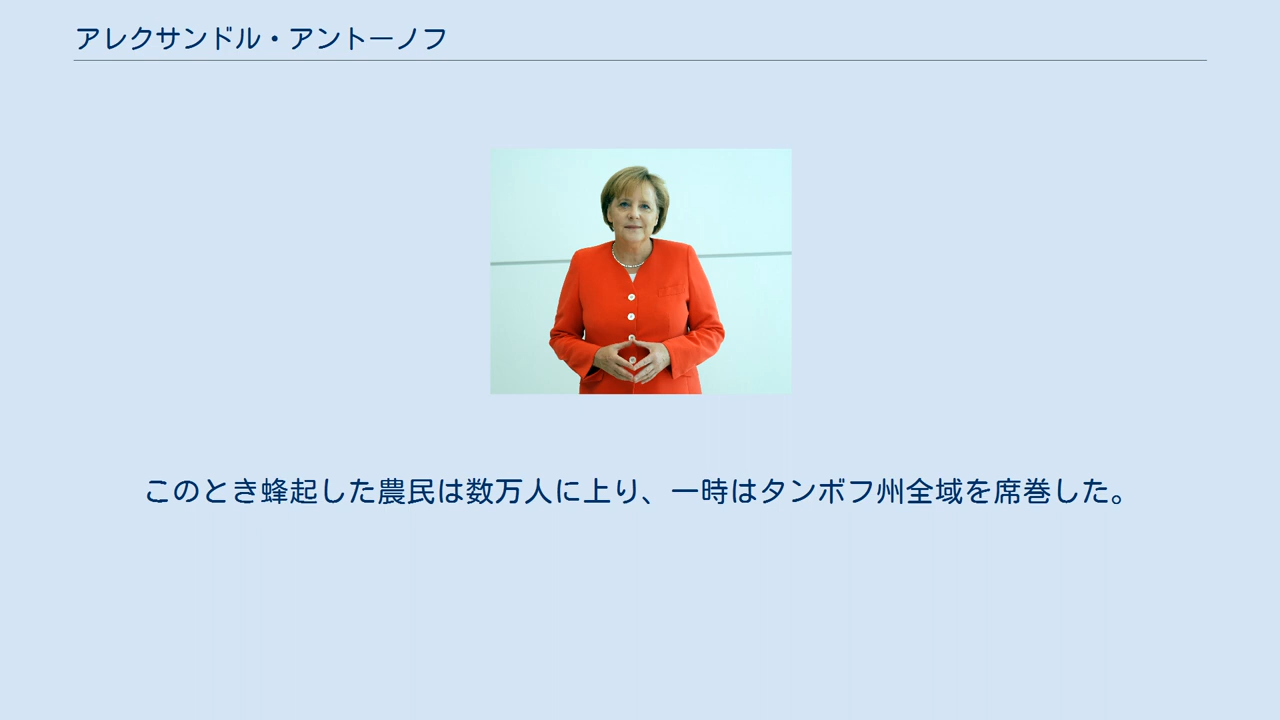 アレクサンドル・アントーノフ
このとき蜂起した農民は数万人に上り、一時はタンボフ州全域を席巻した。